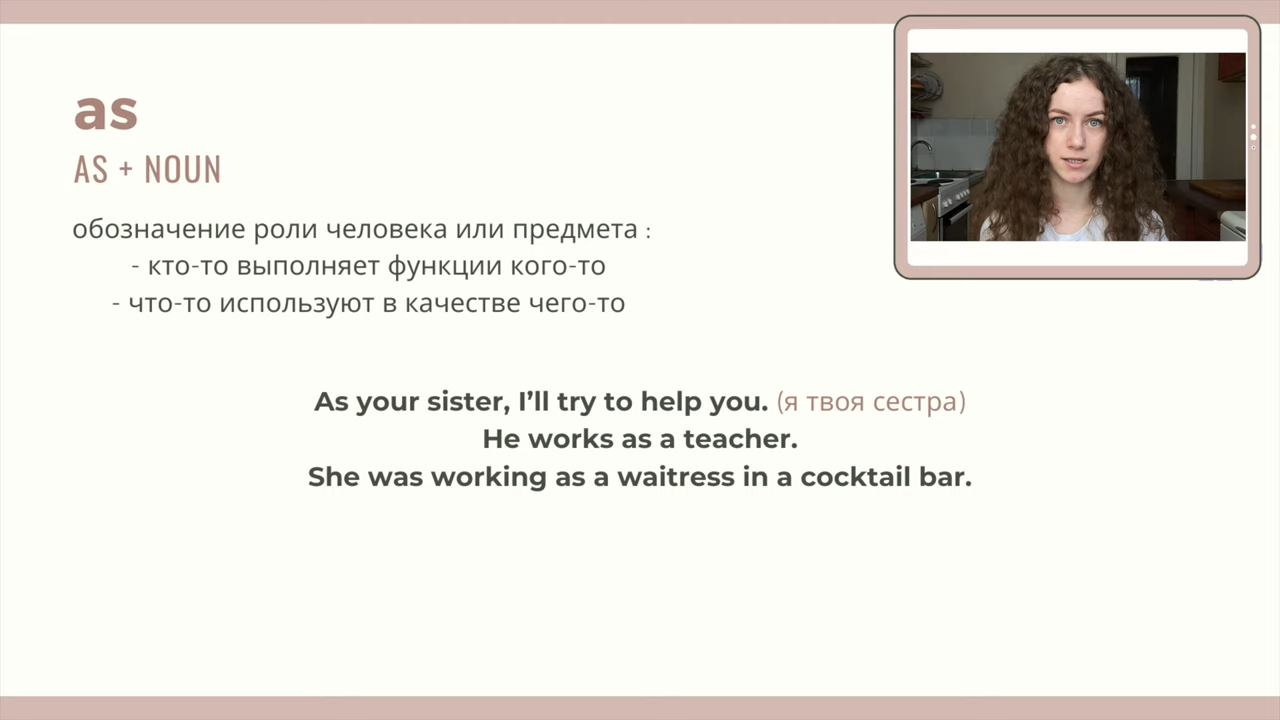 as
AS + NOUN
обозначение роли человека или предмета :
- кто-то выполняет функции кого-то
- что-то используют в качестве чего-то
As your sister, I’ll try to help you. (я твоя сестра)
He works as a teacher.
She was working as a waitress in a cocktail bar.